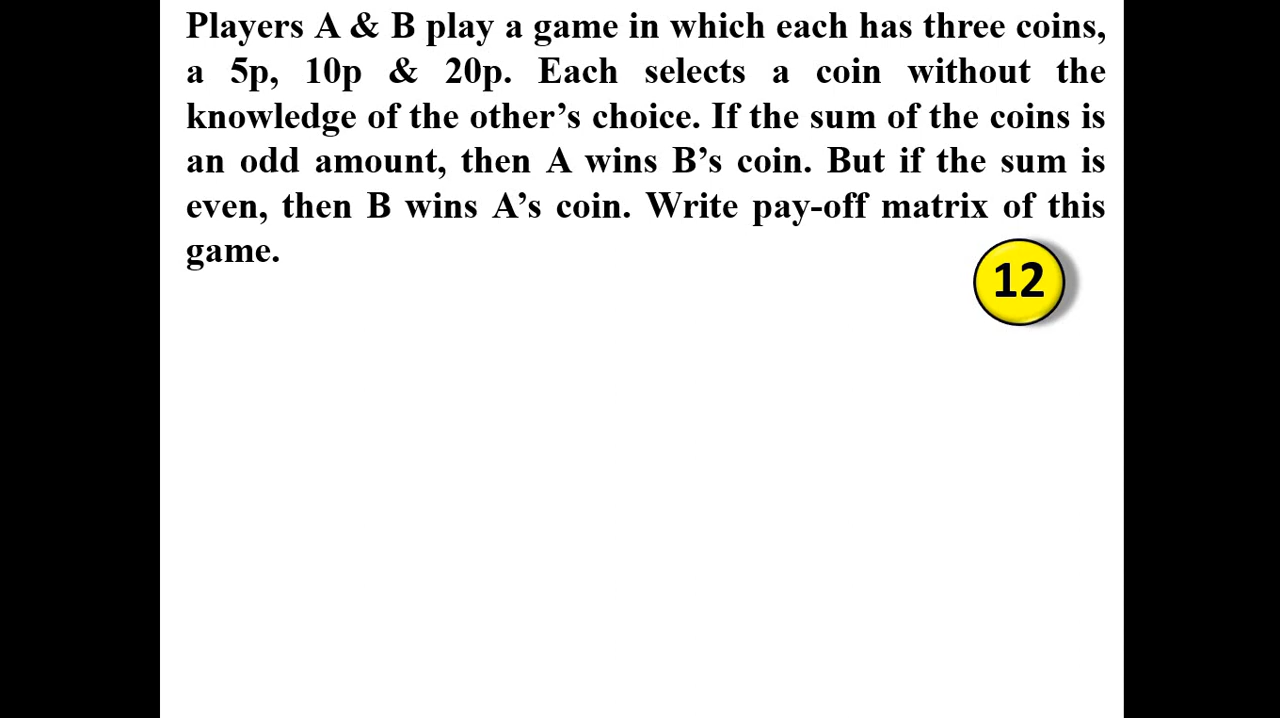 Players A & B play a game in which each has three coins,
a 5p, 10p & 20p. Each selects a coin without the
knowledge of the other’s choice. If the sum of the coins is
an odd amount, then A wins B’s coin. But if the sum is
even, then B wins A’s coin. Write pay-off matrix of this
game.
12